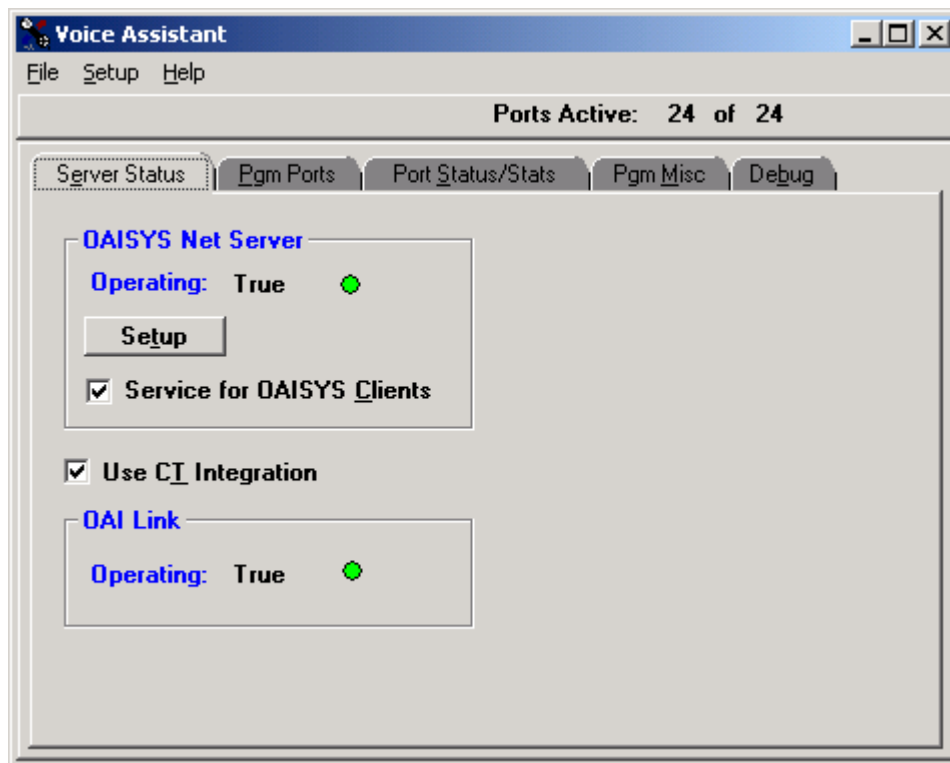 Voice Assistant
File Setup Help
Ports Active: 24 of 24
Server Status Pgm Ports Port Status/Stats Pgm Misc Debug
OAISYS Net Server
Operating: True
Setup
Service for OAISYS Clients
Use CT Integration
OAI Link
Operating: True